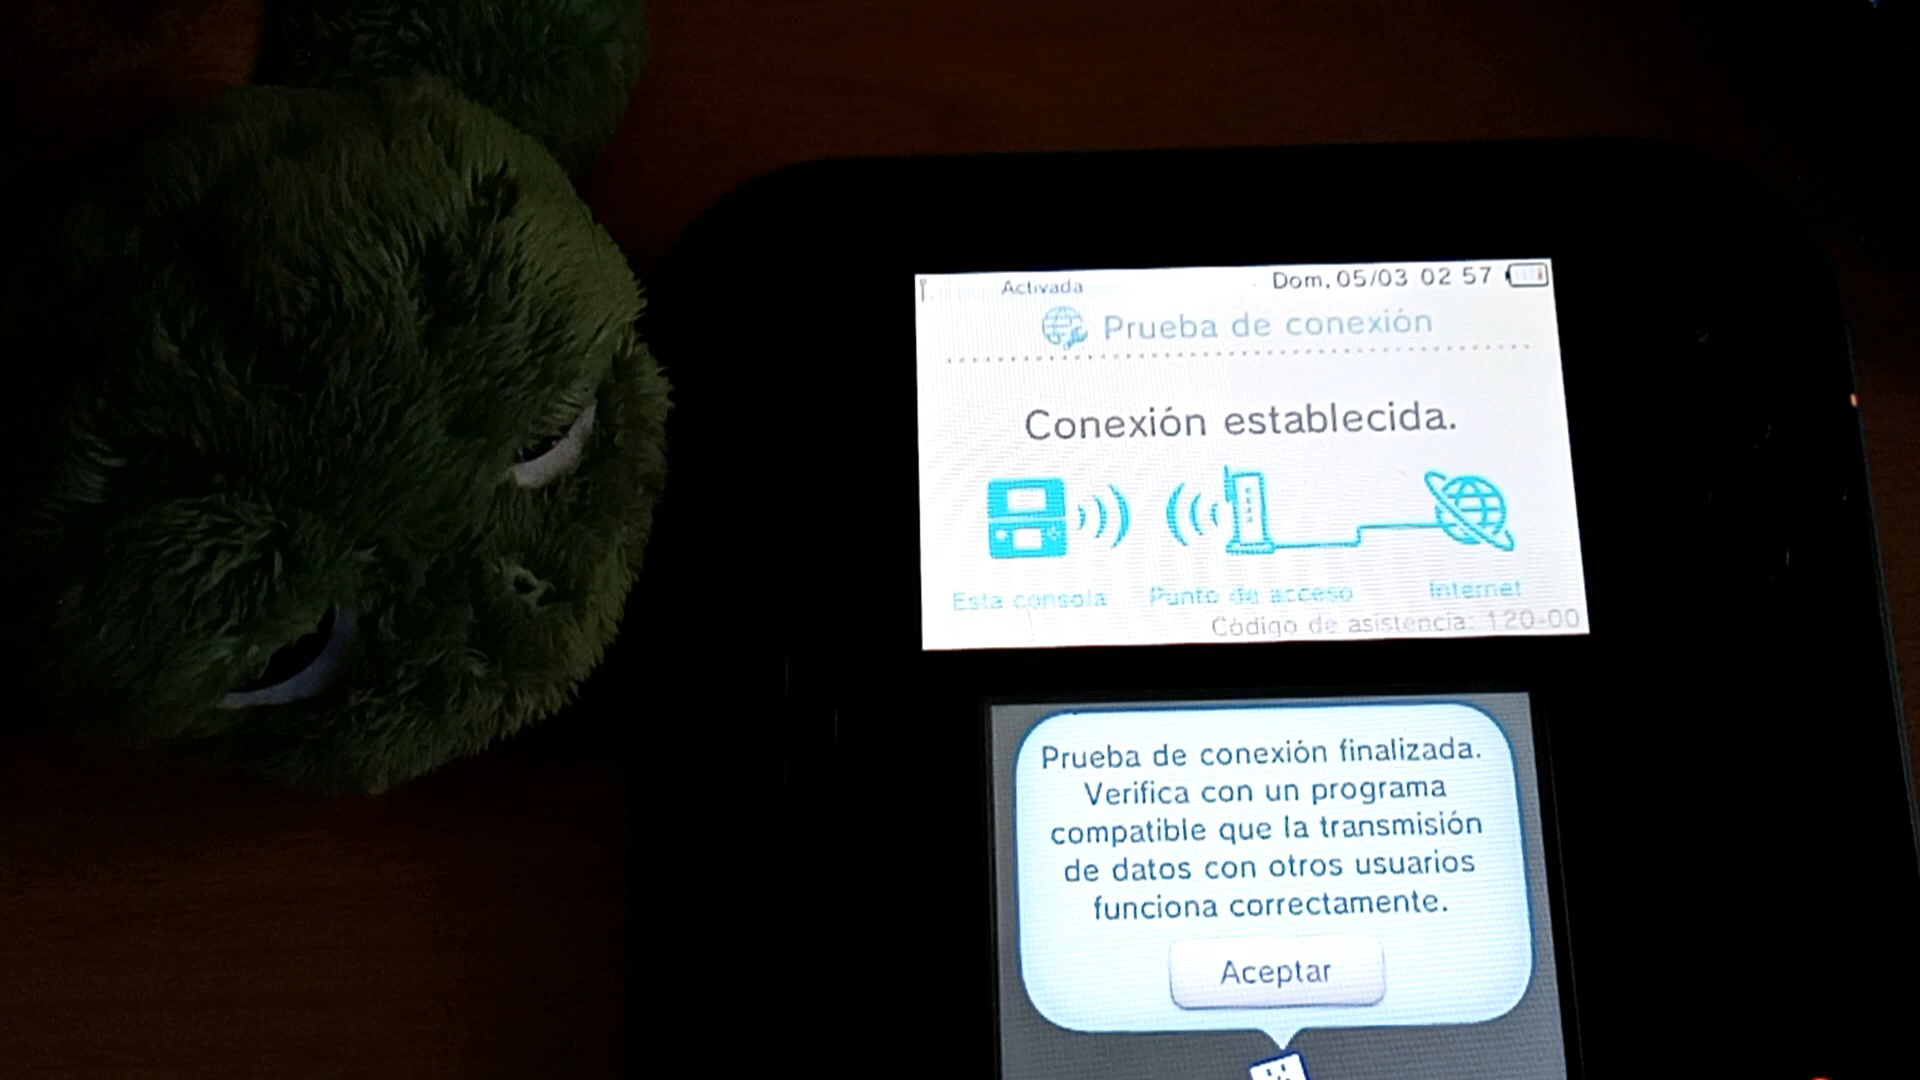 Activada
Dom, 05/03 02 57
Prueba de conexión
Conexión establecida.
Esta consola
Punto de acceso
Internet
Código de asistencia: 120-00
Prueba de conexión finalizada.
Verifica con un programa
compatible que la transmisión
de datos con otros usuarios
funciona correctamente.
Aceptar